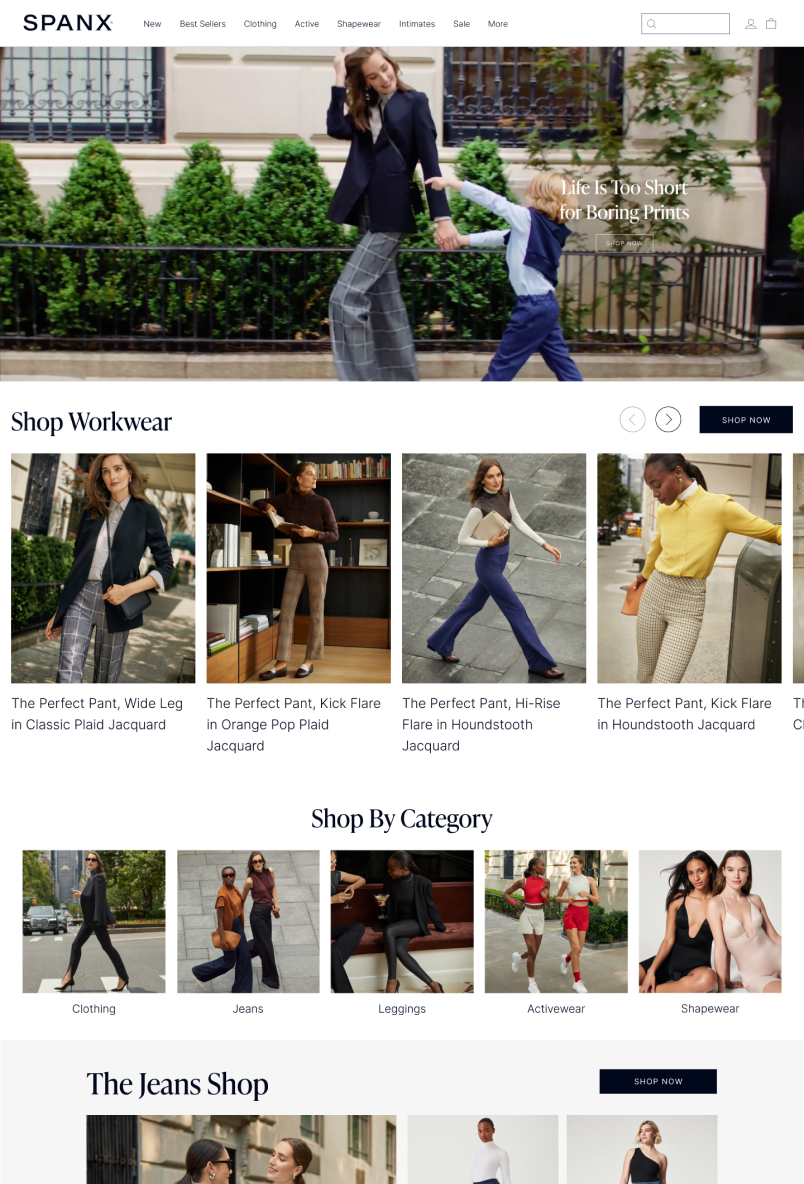 SPANX
New
Best Sellers
Clothing
Active
Shapewear
Intimates
Sale
More
Life Is Too Short
for Boring Prints
SHOP NOW
Shop Workwear
SHOP NOW
The Perfect Pant, Wide Leg
in Classic Plaid Jacquard
The Perfect Pant, Kick Flare
in Orange Pop Plaid
Jacquard
The Perfect Pant, Hi-Rise
Flare in Houndstooth
Jacquard
The Perfect Pant, Kick Flare
in Houndstooth Jacquard
Shop By Category
Clothing
Jeans
Leggings
Activewear
Shapewear
The Jeans Shop
SHOP NOW